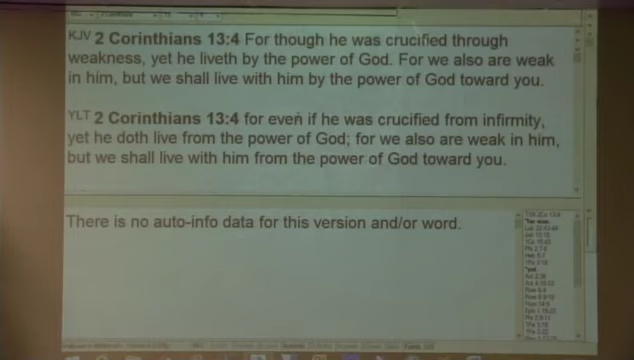 KJV 2 Corinthians 13:4 For though he was crucified through
weakness, yet he liveth by the power of God. For we also are weak
in him, but we shall live with him by the power of God toward you.
YLT 2 Corinthians 13:4 for even if he was crucified from infirmity,
yet he doth live from the power of God; for we also are weak in him,
but we shall live with him from the power of God toward you.
There is no auto-info data for this version and/or word.